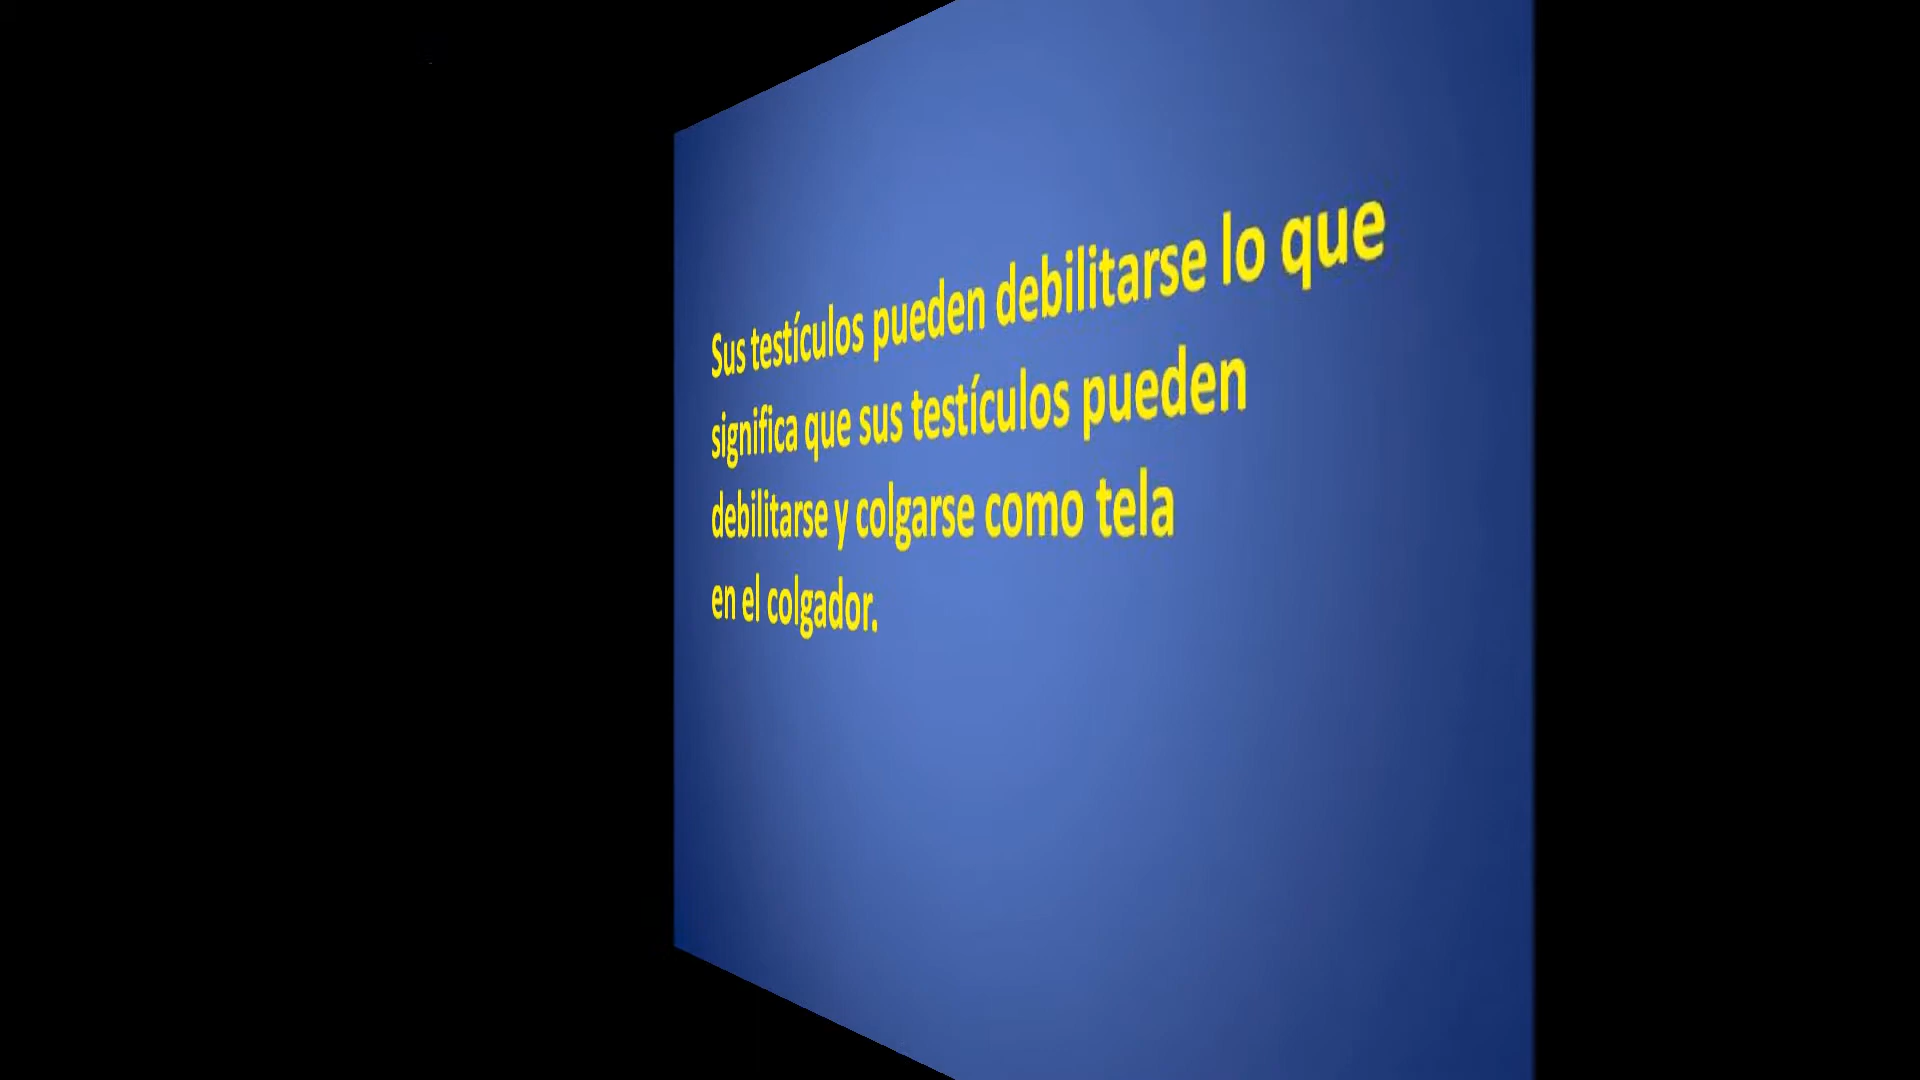 Sus testículos pueden debilitarse lo que
significa que sus testículos pueden
debilitarse y colgarse como tela
en el colgador.